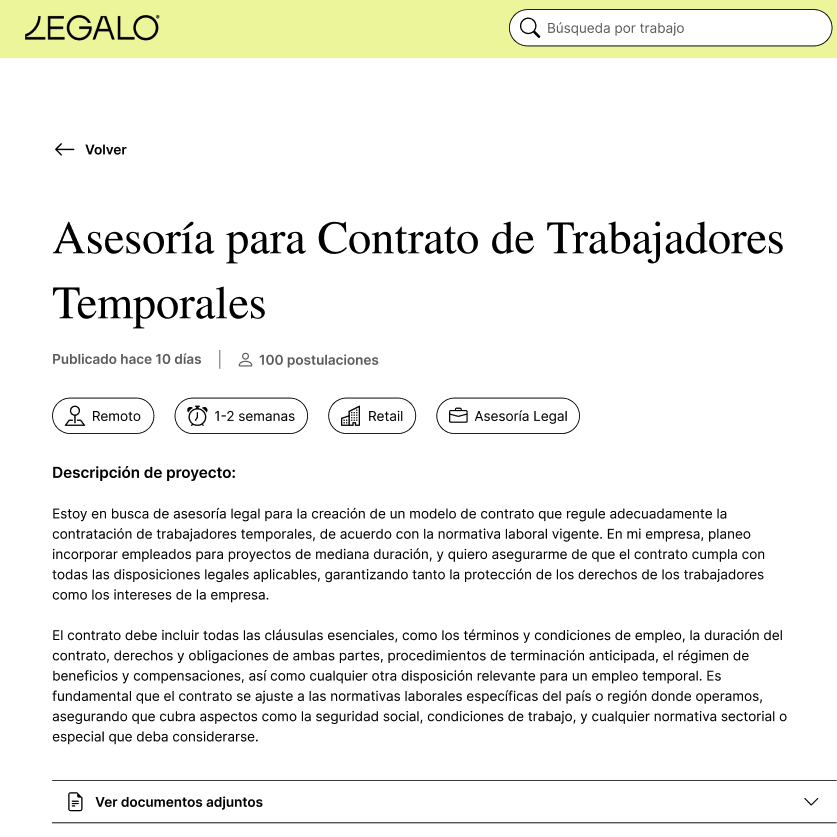 LEGALO
Búsqueda por trabajo
Volver
Asesoría para Contrato de Trabajadores
Temporales
Publicado hace 10 días
100 postulaciones
Remoto
1-2 semanas
Retail
Asesoría Legal
Descripción de proyecto:
Estoy en busca de asesoría legal para la creación de un modelo de contrato que regule adecuadamente la
contratación de trabajadores temporales, de acuerdo con la normativa laboral vigente. En mi empresa, planeo
incorporar empleados para proyectos de mediana duración, y quiero asegurarme de que el contrato cumpla con
todas las disposiciones legales aplicables, garantizando tanto la protección de los derechos de los trabajadores
como los intereses de la empresa.
El contrato debe incluir todas las cláusulas esenciales, como los términos y condiciones de empleo, la duración del
contrato, derechos y obligaciones de ambas partes, procedimientos de terminación anticipada, el régimen de
beneficios y compensaciones, así como cualquier otra disposición relevante para un empleo temporal. Es
fundamental que el contrato se ajuste a las normativas laborales específicas del país o región donde operamos,
asegurando que cubra aspectos como la seguridad social, condiciones de trabajo, y cualquier normativa sectorial o
especial que deba considerarse.
Ver documentos adjuntos